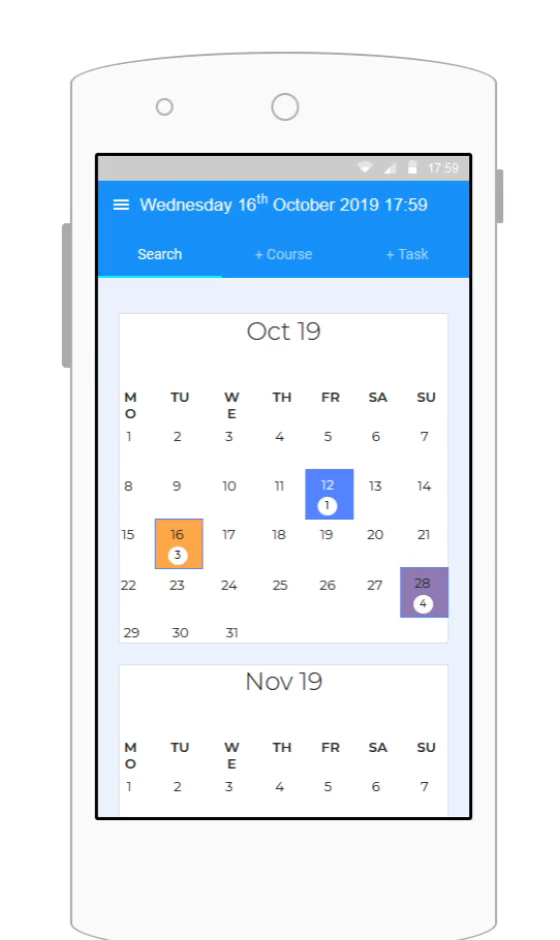 17:59
Wednesday 16th October 2019 17:59
Search + Course + Task
Oct 19
MO TU WE TH FR SA SU
1 2 3 4 5 6 7
8 9 10 11 12 13 14
1
15 16 17 18 19 20 21
3
22 23 24 25 26 27 28
4
29 30 31
Nov 19
MO TU WE TH FR SA SU
1 2 3 4 5 6 7